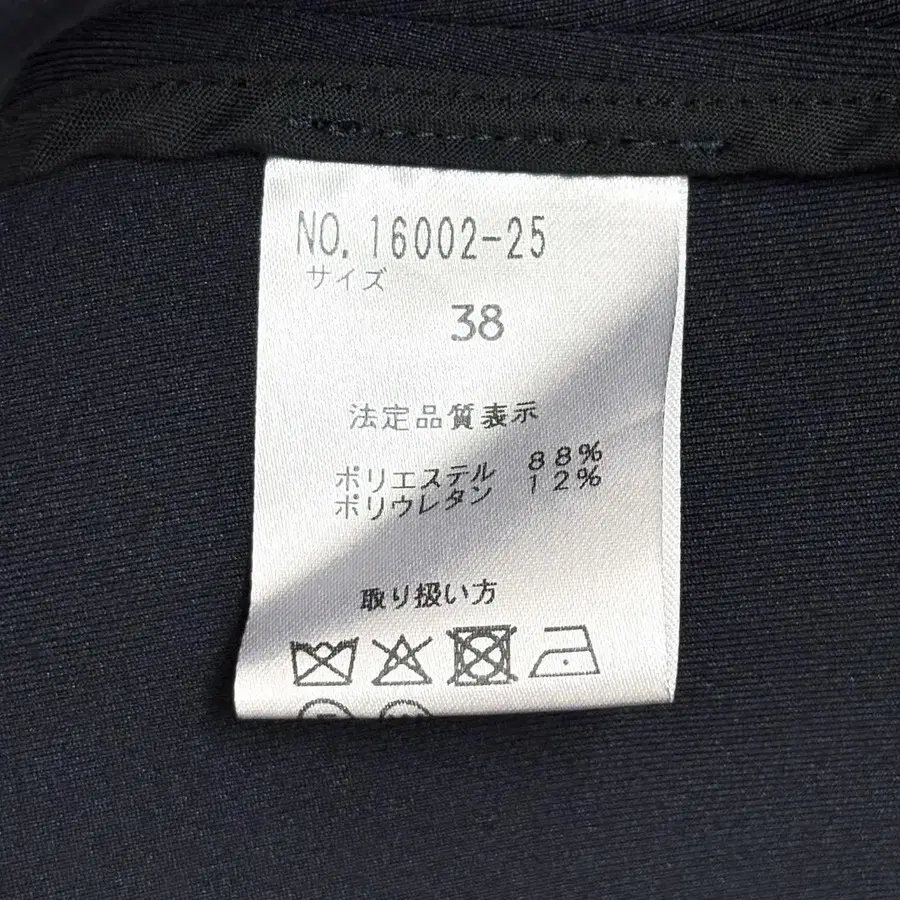 NO. 16002-25
サイズ
38
法定品質表示
ポリエステル 88%
ポリウレタン 12%
取り扱い方